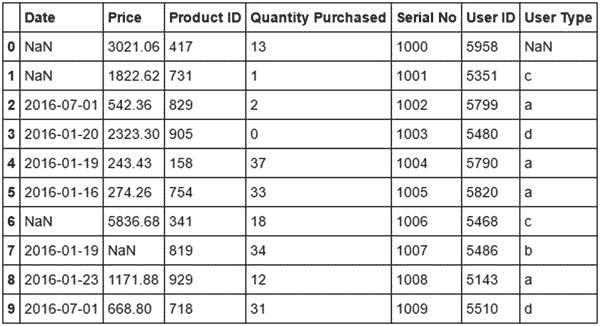 Date Price Product ID Quantity Purchased Serial No User ID User Type
0 NaN 3021.06 417 13 1000 5958 NaN
1 NaN 1822.62 731 1 1001 5351 c
2 2016-07-01 542.36 829 2 1002 5799 a
3 2016-01-20 2323.30 905 0 1003 5480 d
4 2016-01-19 243.43 158 37 1004 5790 a
5 2016-01-16 274.26 754 33 1005 5820 a
6 NaN 5836.68 341 18 1006 5468 c
7 2016-01-19 NaN 819 34 1007 5486 b
8 2016-01-23 1171.88 929 12 1008 5143 a
9 2016-07-01 668.80 718 31 1009 5510 d